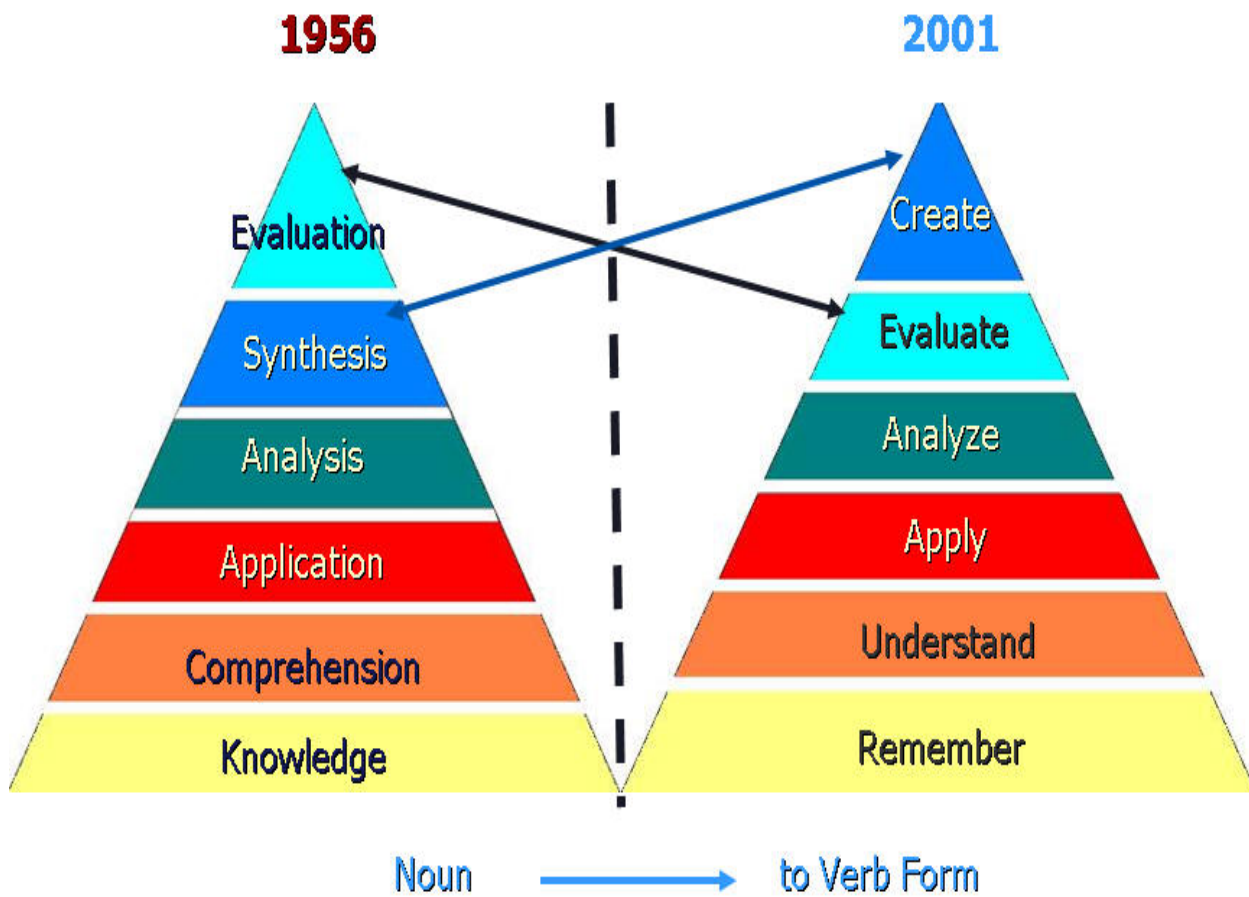 1956
2001
Evaluation
Synthesis
Analysis
Application
Comprehension
Knowledge
Create
Evaluate
Analyze
Apply
Understand
Remember
Noun to Verb Form